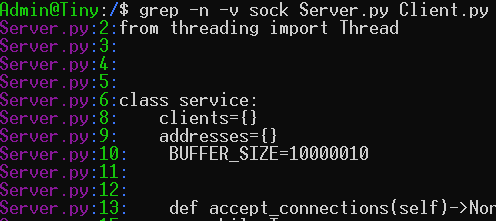 Admin@Tiny:/$ grep -n -v sock Server.py Client.py
Server.py:2:from threading import Thread
Server.py:3:
Server.py:4:
Server.py:5:
Server.py:6:class service:
Server.py:8:    clients={}
Server.py:9:    addresses={}
Server.py:10:    BUFFER_SIZE=10000010
Server.py:11:
Server.py:12:
Server.py:13:    def accept_connections(self)->Non